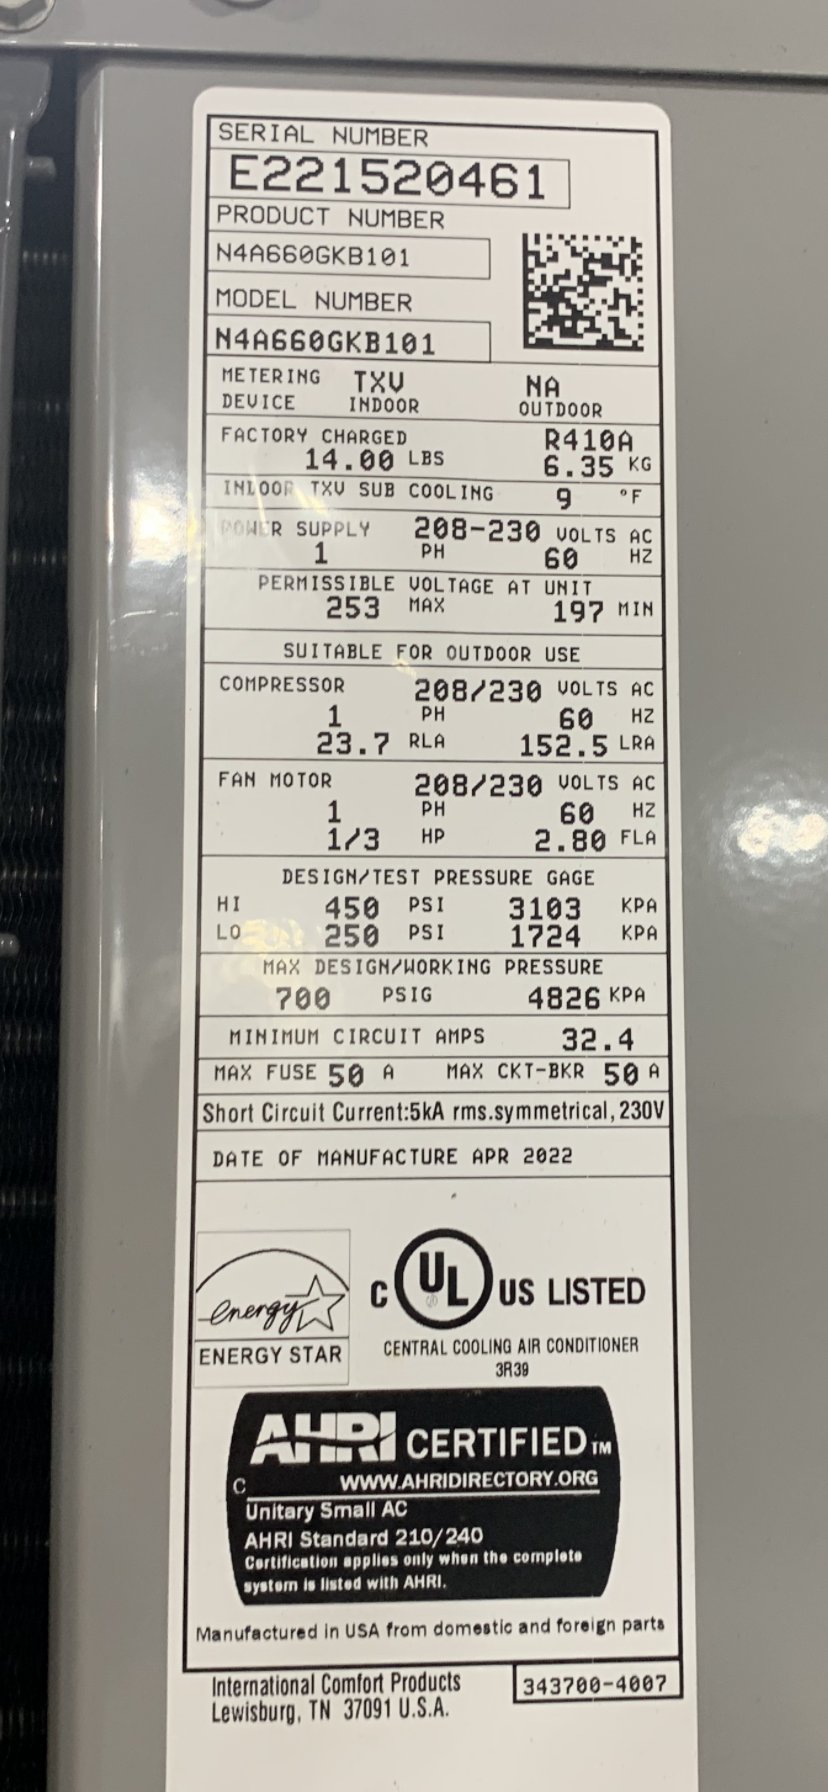 SERIAL NUMBER
E221520461
PRODUCT NUMBER
N4A660GKB101
MODEL NUMBER
N4A660GKB101
METERING TXV NA
DEVICE INDOOR OUTDOOR
FACTORY CHARGED R410A
14.00 LBS 6.35 KG
INDOOR TXV SUB COOLING 9 °F
POWER SUPPLY 208-230 VOLTS AC
1 PH 60 HZ
PERMISSIBLE VOLTAGE AT UNIT
253 MAX 197 MIN
SUITABLE FOR OUTDOOR USE
COMPRESSOR 208/230 VOLTS AC
1 PH 60 HZ
23.7 RLA 152.5 LRA
FAN MOTOR 208/230 VOLTS AC
1 PH 60 HZ
1/3 HP 2.80 FLA
DESIGN/TEST PRESSURE GAGE
HI 450 PSI 3103 KPA
LO 250 PSI 1724 KPA
MAX DESIGN/WORKING PRESSURE
700 PSIG 4826 KPA
MINIMUM CIRCUIT AMPS 32.4
MAX FUSE 50 A MAX CKT-BKR 50 A
Short Circuit Current:5kA rms.symmetrical, 230V
DATE OF MANUFACTURE APR 2022
energy
ENERGY STAR
C UL US LISTED
CENTRAL COOLING AIR CONDITIONER
3R39
AHRI CERTIFIED TM
C WWW.AHRIDIRECTORY.ORG
Unitary Small AC
AHRI Standard 210/240
Certification applies only when the complete
system is listed with AHRI.
Manufactured in USA from domestic and foreign parts
International Comfort Products 343700-4007
Lewisburg, TN 37091 U.S.A.